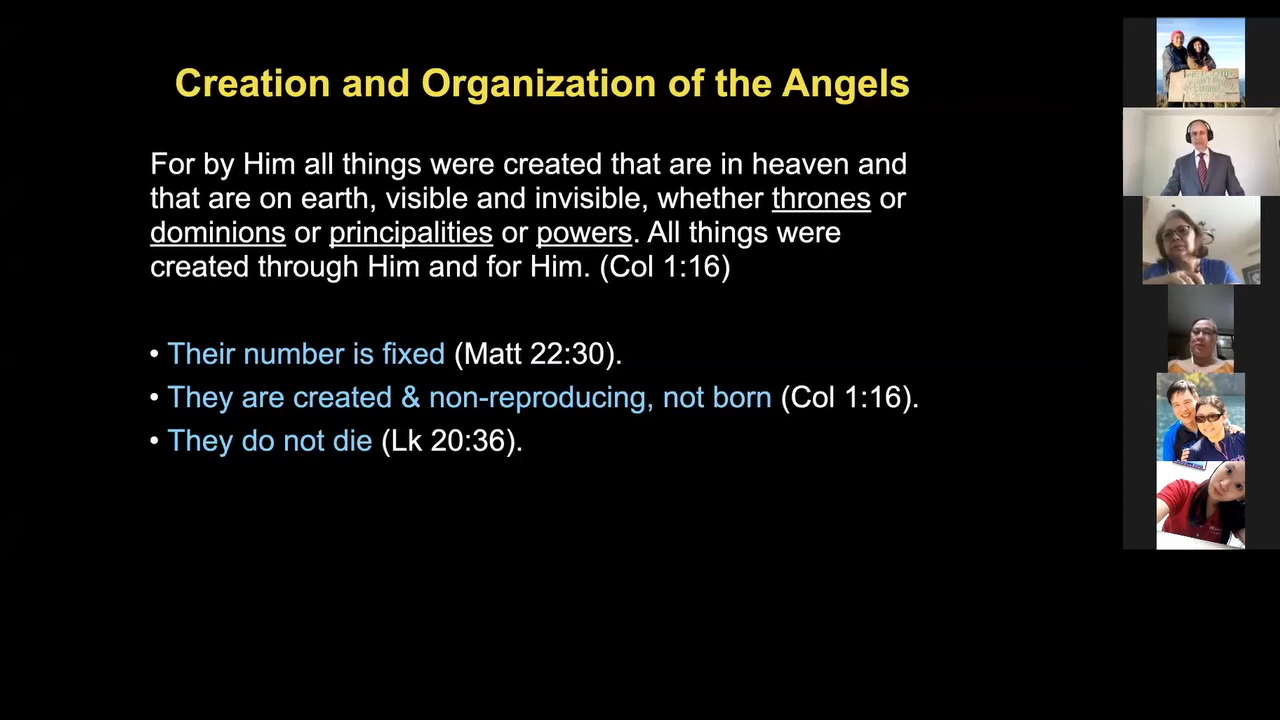 Creation and Organization of the Angels
For by Him all things were created that are in heaven and
that are on earth, visible and invisible, whether thrones or
dominions or principalities or powers. All things were
created through Him and for Him. (Col 1:16)
• Their number is fixed (Matt 22:30).
• They are created & non-reproducing, not born (Col 1:16).
• They do not die (Lk 20:36).